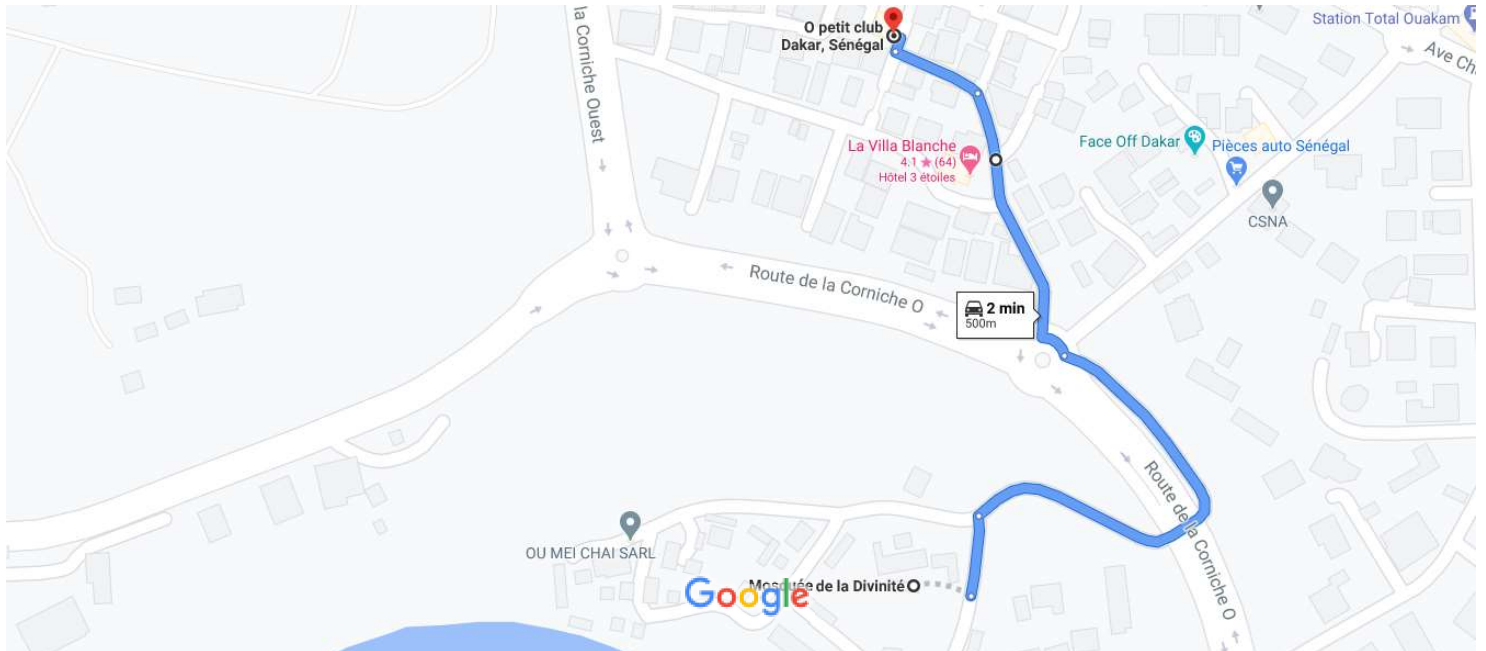 O petit club
Dakar, Sénégal
Station Total Ouakam
Ave Ch
la Corniche Ouest
La Villa Blanche
4.1 ★ (64)
Hôtel 3 étoiles
Face Off Dakar
Pièces auto Sénégal
CSNA
Route de la Corniche O
2 min
500m
Route de la Corniche O
OU MEI CHAI SARL
Mosquée de la Divinité
Google